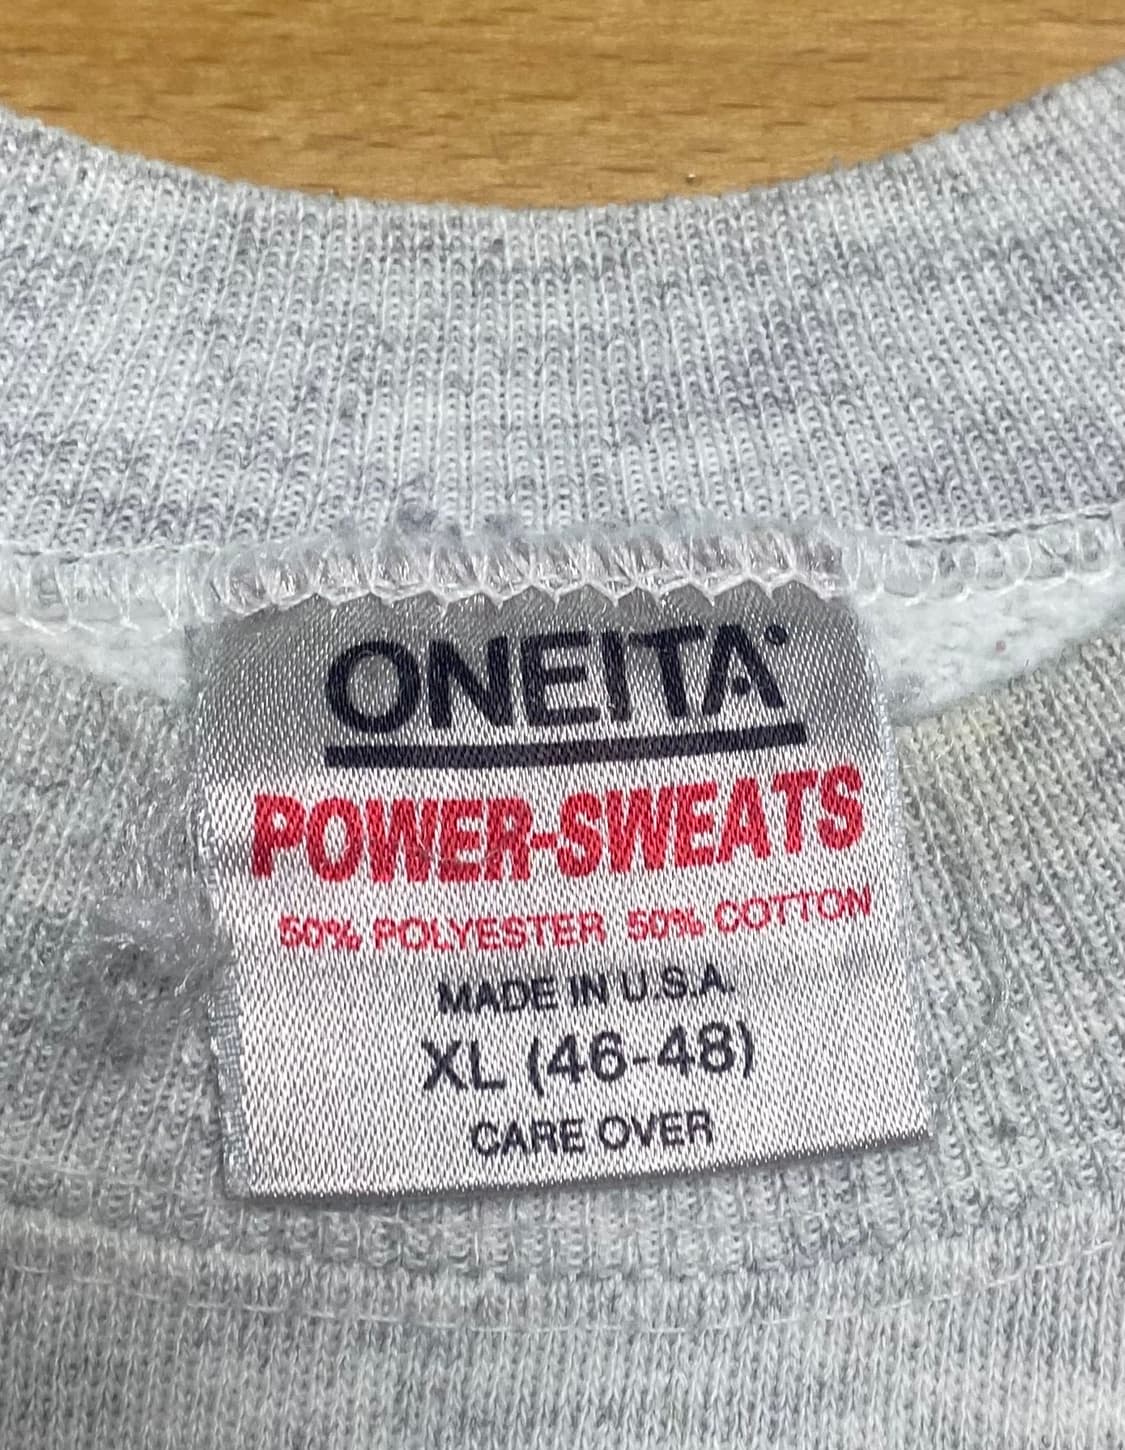 ONEITA
POWER-SWEATS
50% POLYESTER 50% COTTON
MADE IN U.S.A.
XL (46-48)
CARE OVER